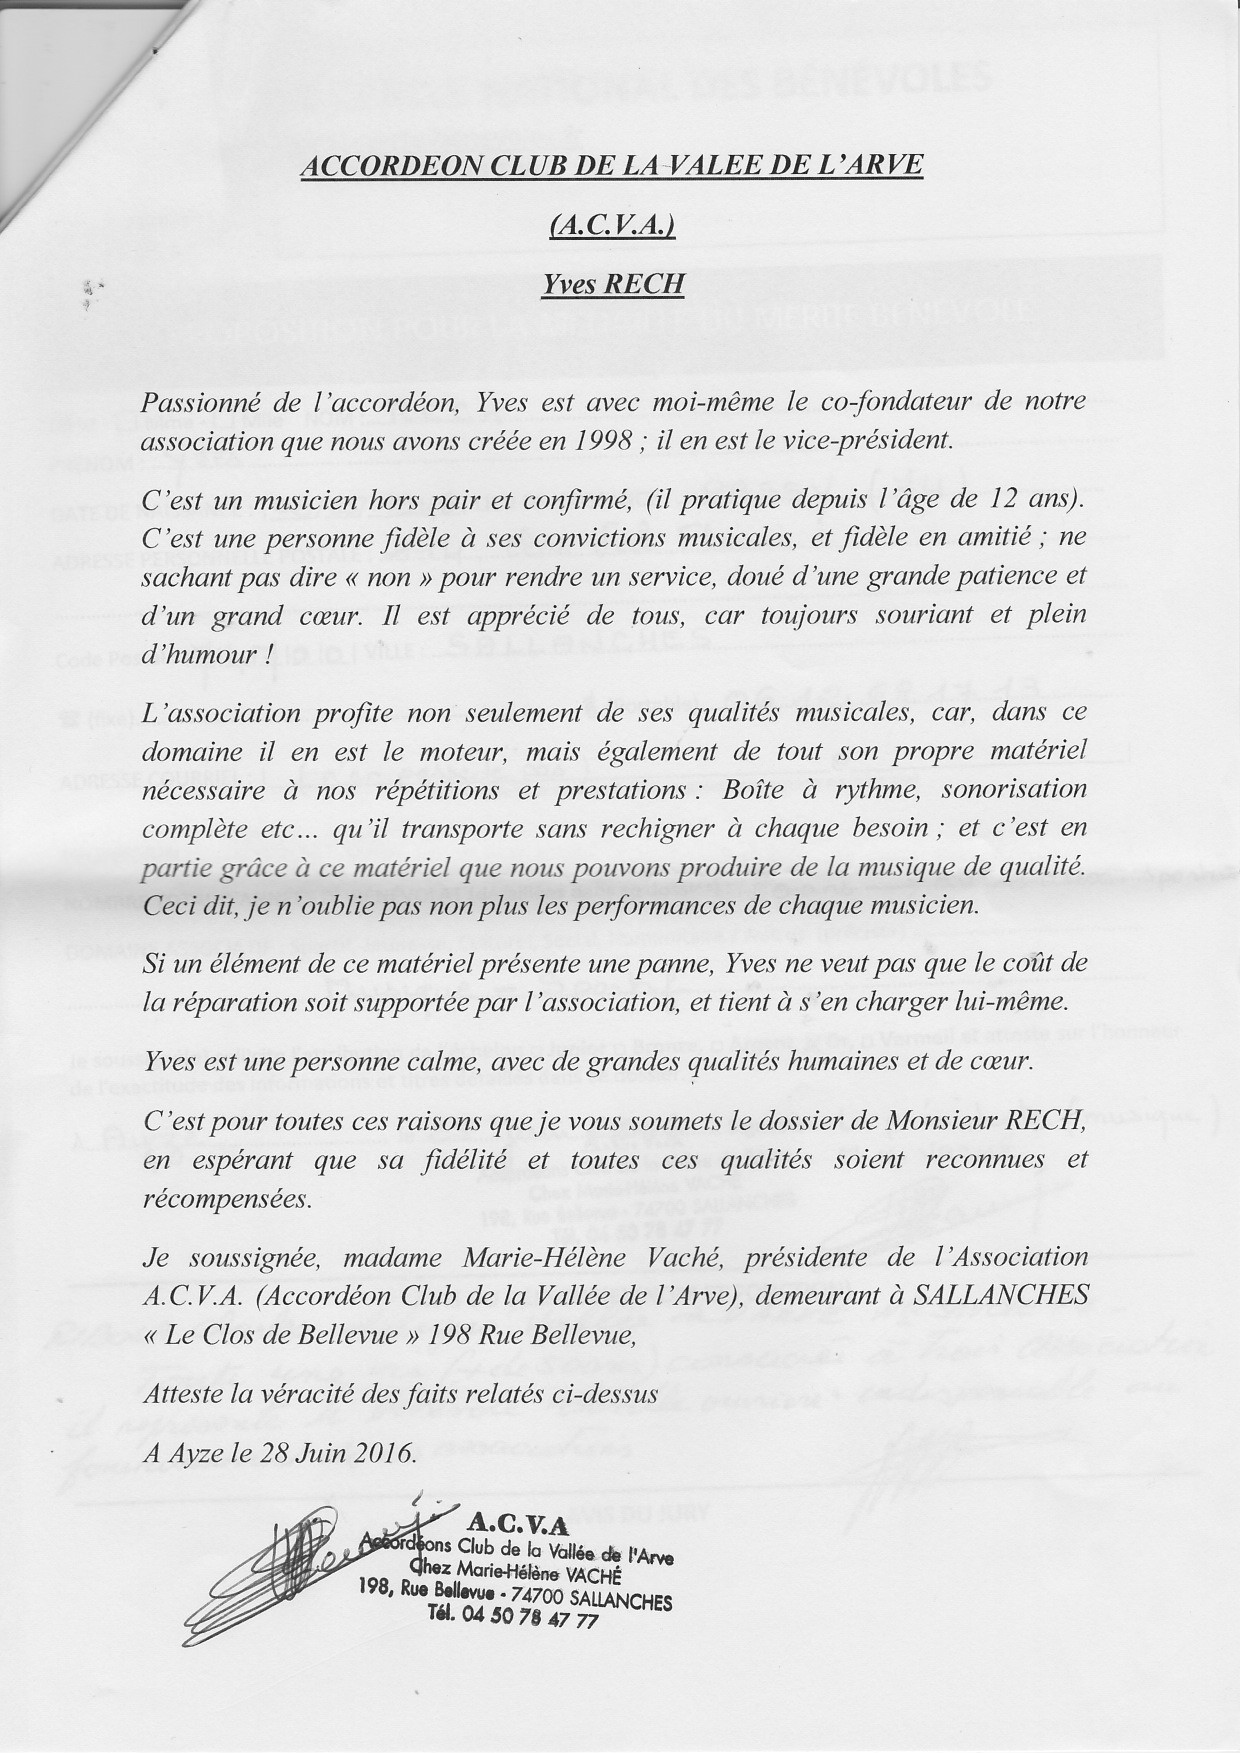 ACCORDEON CLUB DE LA VALEE DE L'ARVE
(A.C.V.A.)
Yves RECH
Passionné de l'accordéon, Yves est avec moi-même le co-fondateur de notre
association que nous avons créée en 1998 ; il en est le vice-président.
C'est un musicien hors pair et confirmé, (il pratique depuis l'âge de 12 ans).
C'est une personne fidèle à ses convictions musicales, et fidèle en amitié ; ne
sachant pas dire « non » pour rendre un service, doué d'une grande patience et
d'un grand cœur. Il est apprécié de tous, car toujours souriant et plein
d'humour !
L'association profite non seulement de ses qualités musicales, car, dans ce
domaine il en est le moteur, mais également de tout son propre matériel
nécessaire à nos répétitions et prestations : Boîte à rythme, sonorisation
complète etc... qu'il transporte sans rechigner à chaque besoin ; et c'est en
partie grâce à ce matériel que nous pouvons produire de la musique de qualité.
Ceci dit, je n'oublie pas non plus les performances de chaque musicien.
Si un élément de ce matériel présente une panne, Yves ne veut pas que le coût de
la réparation soit supportée par l'association, et tient à s'en charger lui-même.
Yves est une personne calme, avec de grandes qualités humaines et de cœur.
C'est pour toutes ces raisons que je vous soumets le dossier de Monsieur RECH,
en espérant que sa fidélité et toutes ces qualités soient reconnues et
récompensées.
Je soussignée, madame Marie-Hélène Vaché, présidente de l'Association
A.C.V.A. (Accordéon Club de la Vallée de l'Arve), demeurant à SALLANCHES
« Le Clos de Bellevue » 198 Rue Bellevue,
Atteste la véracité des faits relatés ci-dessus
A Ayze le 28 Juin 2016.
A.C.V.A
Accordéons Club de la Vallée de l'Arve
Chez Marie-Hélène VACHÉ
198, Rue Bellevue - 74700 SALLANCHES
Tél. 04 50 78 47 77